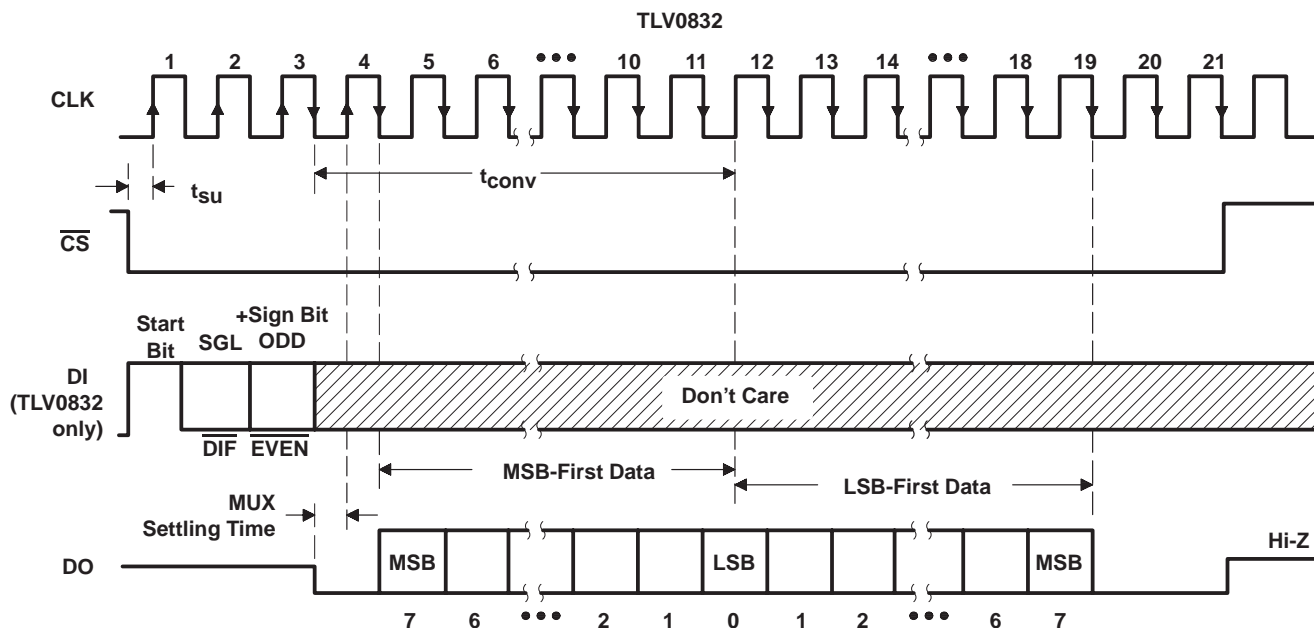 TLV0832
1 2 3 4 5 6 ••• 10 11 12 13 14 ••• 18 19 20 21
CLK
tsu
tconv
CS
Start Bit
SGL
+Sign Bit ODD
DI (TLV0832 only)
Don't Care
DIF
EVEN
MSB-First Data
LSB-First Data
MUX Settling Time
Hi-Z
DO
MSB
LSB
MSB
7 6 ••• 2 1 0 1 2 ••• 6 7